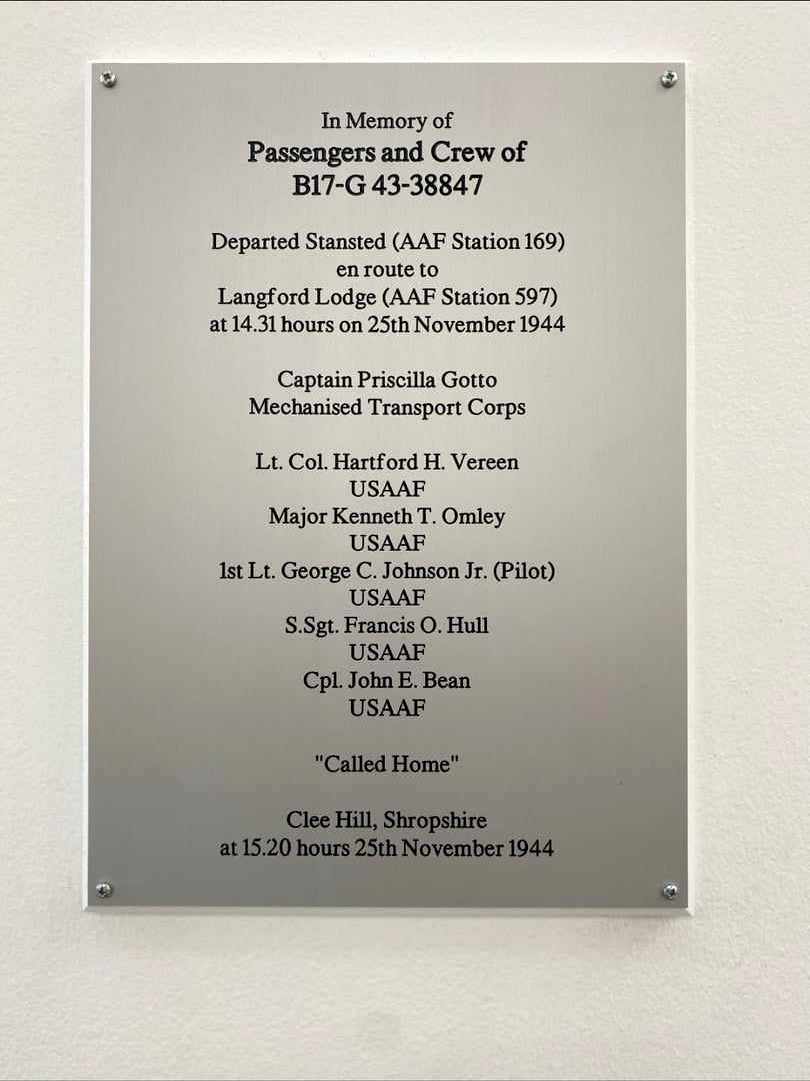 In Memory of
Passengers and Crew of
B17-G 43-38847
Departed Stansted (AAF Station 169)
en route to
Langford Lodge (AAF Station 597)
at 14.31 hours on 25th November 1944
Captain Priscilla Gotto
Mechanised Transport Corps
Lt. Col. Hartford H. Vereen
USAAF
Major Kenneth T. Omley
USAAF
1st Lt. George C. Johnson Jr. (Pilot)
USAAF
S.Sgt. Francis O. Hull
USAAF
Cpl. John E. Bean
USAAF
"Called Home"
Clee Hill, Shropshire
at 15.20 hours 25th November 1944